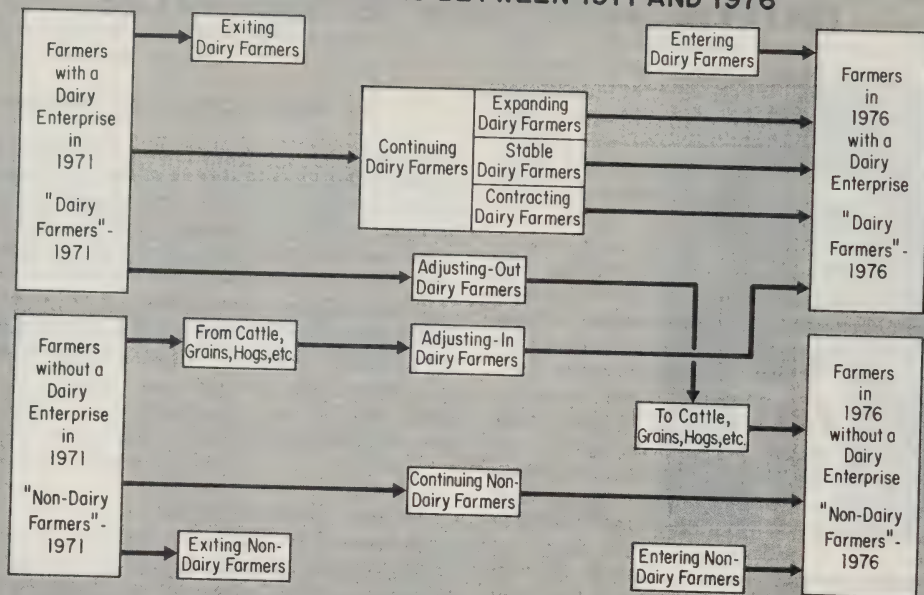 BETWEEN 1971 AND 1976
Farmers
with a
Dairy
Enterprise
in
1971
"Dairy
Farmers"-
1971
Exiting
Dairy Farmers
Entering
Dairy Farmers
Continuing
Dairy Farmers
Expanding
Dairy Farmers
Stable
Dairy Farmers
Contracting
Dairy Farmers
Farmers
in
1976
with a
Dairy
Enterprise
"Dairy
Farmers"-
1976
Adjusting-Out
Dairy Farmers
Farmers
without a
Dairy
Enterprise
in
1971
"Non-Dairy
Farmers"-
1971
From Cattle,
Grains,Hogs,etc.
Adjusting-In
Dairy Farmers
To Cattle,
Grains,Hogs,etc.
Continuing Non-
Dairy Farmers
Exiting Non-
Dairy Farmers
Entering Non-
Dairy Farmers
Farmers
in
1976
without a
Dairy
Enterprise
"Non-Dairy
Farmers"-
1976